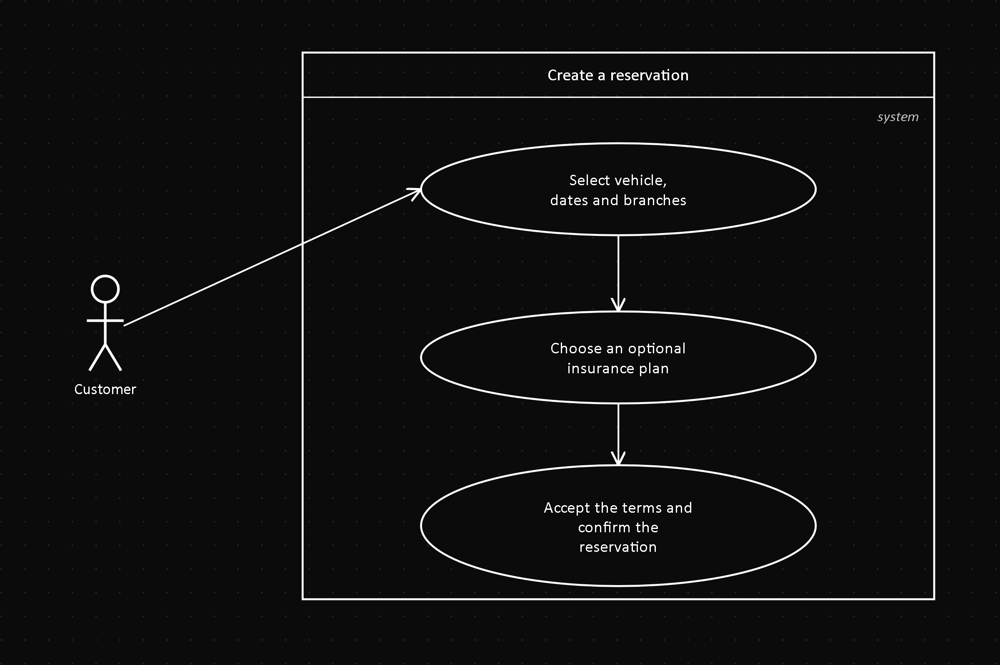 Create a reservation
system
Select vehicle,
dates and branches
Choose an optional
insurance plan
Customer
Accept the terms and
confirm the
reservation